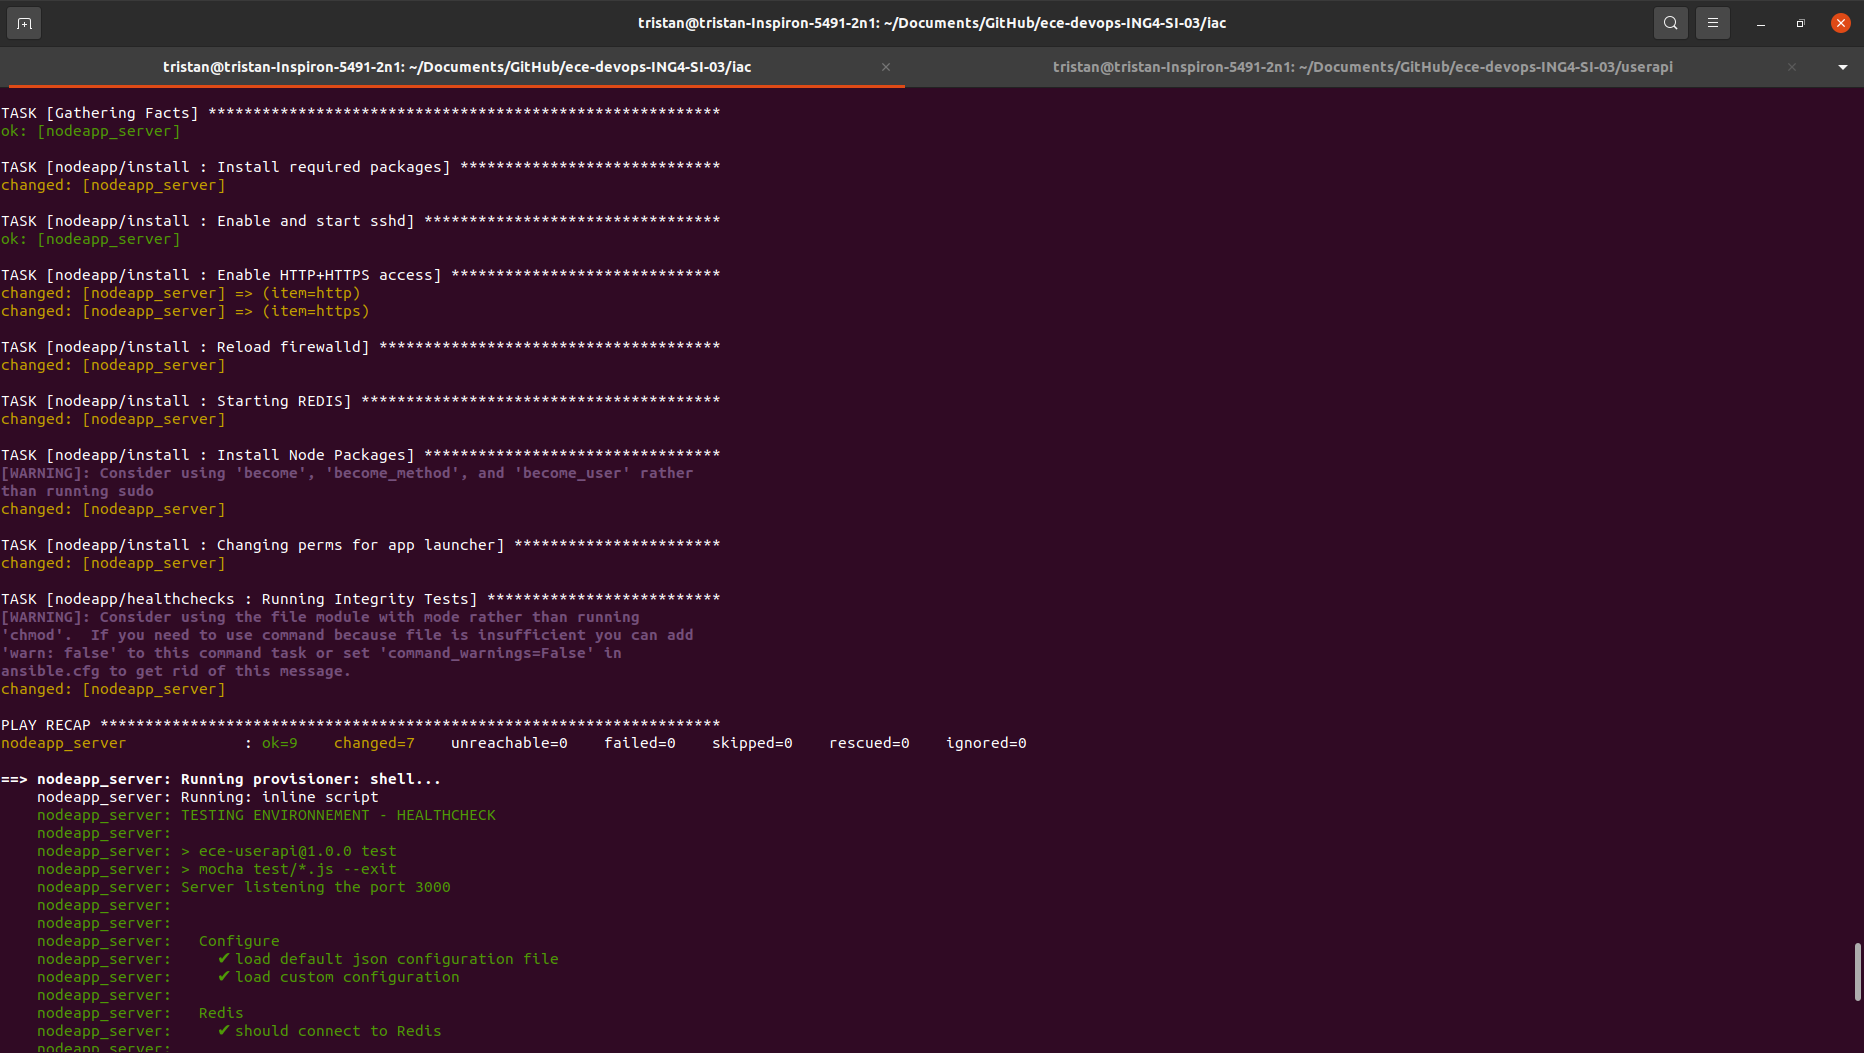 tristan@tristan-Inspiron-5491-2n1: ~/Documents/GitHub/ece-devops-ING4-SI-03/iac
tristan@tristan-Inspiron-5491-2n1: ~/Documents/GitHub/ece-devops-ING4-SI-03/iac
tristan@tristan-Inspiron-5491-2n1: ~/Documents/GitHub/ece-devops-ING4-SI-03/userapi
TASK [Gathering Facts] ************************************************************
ok: [nodeapp_server]
TASK [nodeapp/install : Install required packages] *****************************
changed: [nodeapp_server]
TASK [nodeapp/install : Enable and start sshd] *********************************
ok: [nodeapp_server]
TASK [nodeapp/install : Enable HTTP+HTTPS access] ******************************
changed: [nodeapp_server] => (item=http)
changed: [nodeapp_server] => (item=https)
TASK [nodeapp/install : Reload firewalld] **************************************
changed: [nodeapp_server]
TASK [nodeapp/install : Starting REDIS] ****************************************
changed: [nodeapp_server]
TASK [nodeapp/install : Install Node Packages] *********************************
[WARNING]: Consider using 'become', 'become_method', and 'become_user' rather
than running sudo
changed: [nodeapp_server]
TASK [nodeapp/install : Changing perms for app launcher] ***********************
changed: [nodeapp_server]
TASK [nodeapp/healthchecks : Running Integrity Tests] **************************
[WARNING]: Consider using the file module with mode rather than running
'chmod'.  If you need to use command because file is insufficient you can add
'warn: false' to this command task or set 'command_warnings=False' in
ansible.cfg to get rid of this message.
changed: [nodeapp_server]
PLAY RECAP *********************************************************************
nodeapp_server             : ok=9    changed=7    unreachable=0    failed=0    skipped=0    rescued=0    ignored=0
==> nodeapp_server: Running provisioner: shell...
nodeapp_server: Running: inline script
nodeapp_server: TESTING ENVIRONNEMENT - HEALTHCHECK
nodeapp_server:
nodeapp_server: > ece-userapi@1.0.0 test
nodeapp_server: > mocha test/*.js --exit
nodeapp_server: Server listening the port 3000
nodeapp_server:
nodeapp_server:
nodeapp_server:   Configure
nodeapp_server:     ✔ load default json configuration file
nodeapp_server:     ✔ load custom configuration
nodeapp_server:
nodeapp_server:   Redis
nodeapp_server:     ✔ should connect to Redis
nodeapp_server: